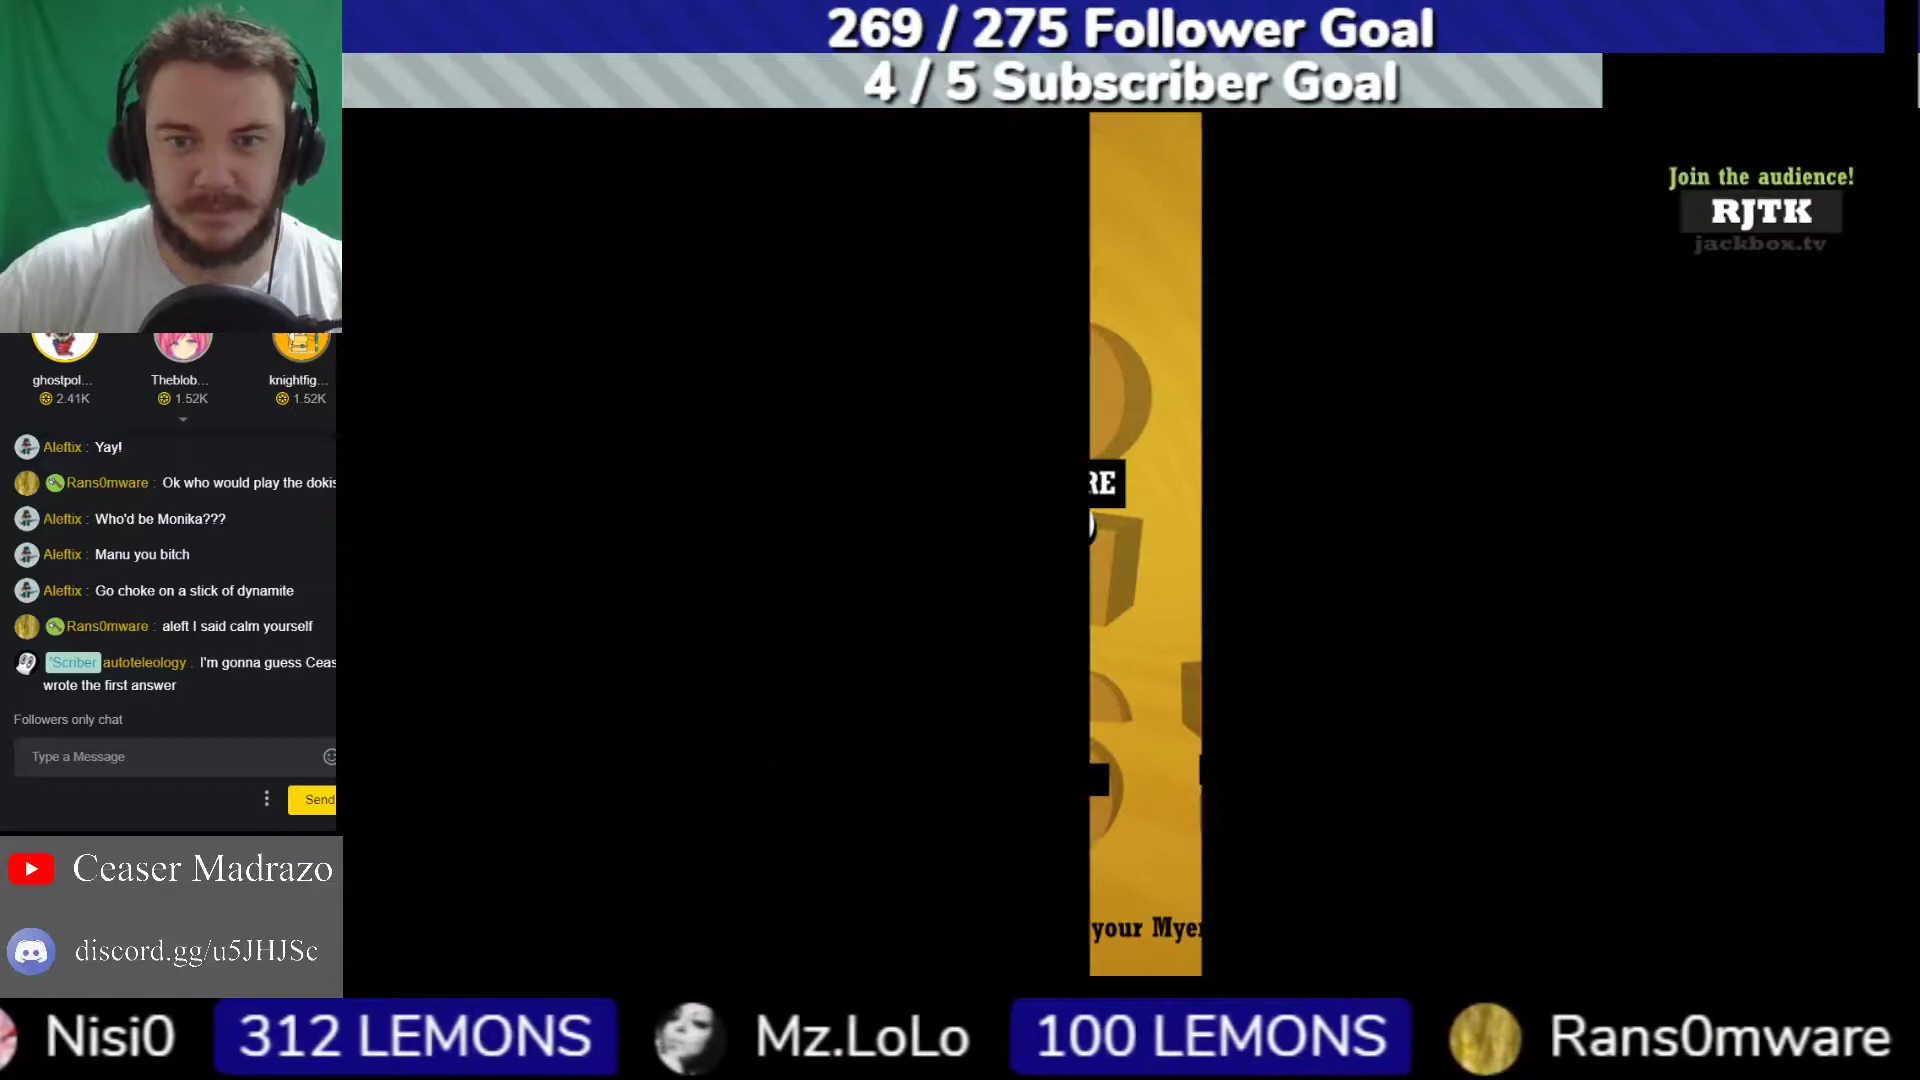 269 / 275 Follower Goal
4 / 5 Subscriber Goal
Join the audience!
RJTK
jackbox.tv
ghostpol... Theblob... knightfig...
2.41K 1.52K 1.52K
Aleftix : Yay!
Rans0mware : Ok who would play the dokis
Aleftix : Who'd be Monika???
Aleftix : Manu you bitch
Aleftix : Go choke on a stick of dynamite
Rans0mware : aleft I said calm yourself
'Scriber autoteleology : I'm gonna guess Ceas
wrote the first answer
Followers only chat
Type a Message
Send
RE
your Mye
Ceaser Madrazo
discord.gg/u5JHJSc
Nisi0 312 LEMONS Mz.LoLo 100 LEMONS Rans0mware